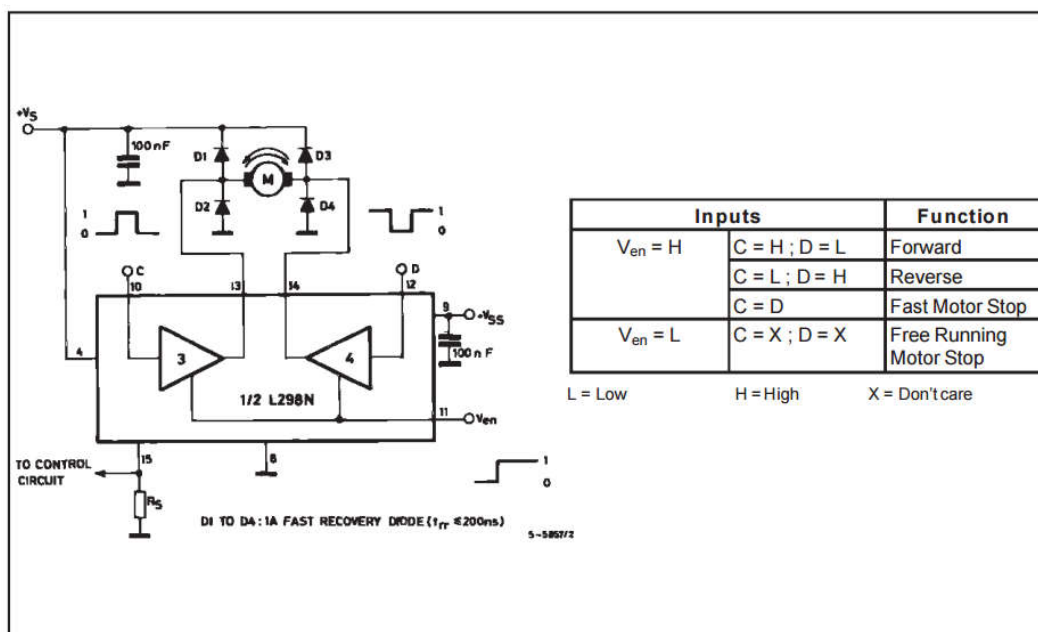 +VS
100nF
D1
D3
M
D2
D4
1
0
1
0
C
D
10
13
14
12
9
+VSS
100nF
4
3
4
1/2 L298N
11
Ven
15
8
TO CONTROL
CIRCUIT
RS
1
0
D1 TO D4 : 1A FAST RECOVERY DIODE (trr ≤200ns)
S-5857/2
Inputs Function
Ven = H C = H ; D = L Forward
C = L ; D = H Reverse
C = D Fast Motor Stop
Ven = L C = X ; D = X Free Running
Motor Stop
L = Low H = High X = Don't care